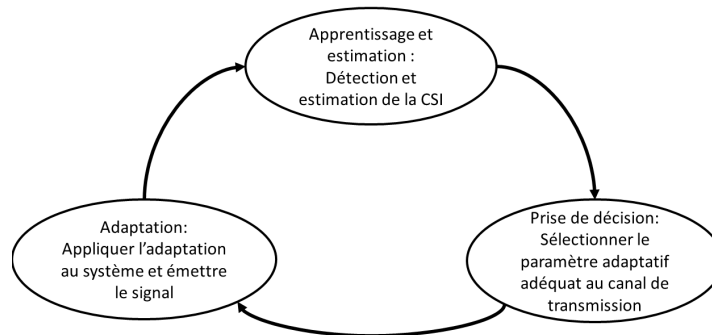 Apprentissage et
estimation :
Détection et
estimation de la CSI
Adaptation:
Appliquer l’adaptation
au système et émettre
le signal
Prise de décision:
Sélectionner le
paramètre adaptatif
adéquat au canal de
transmission